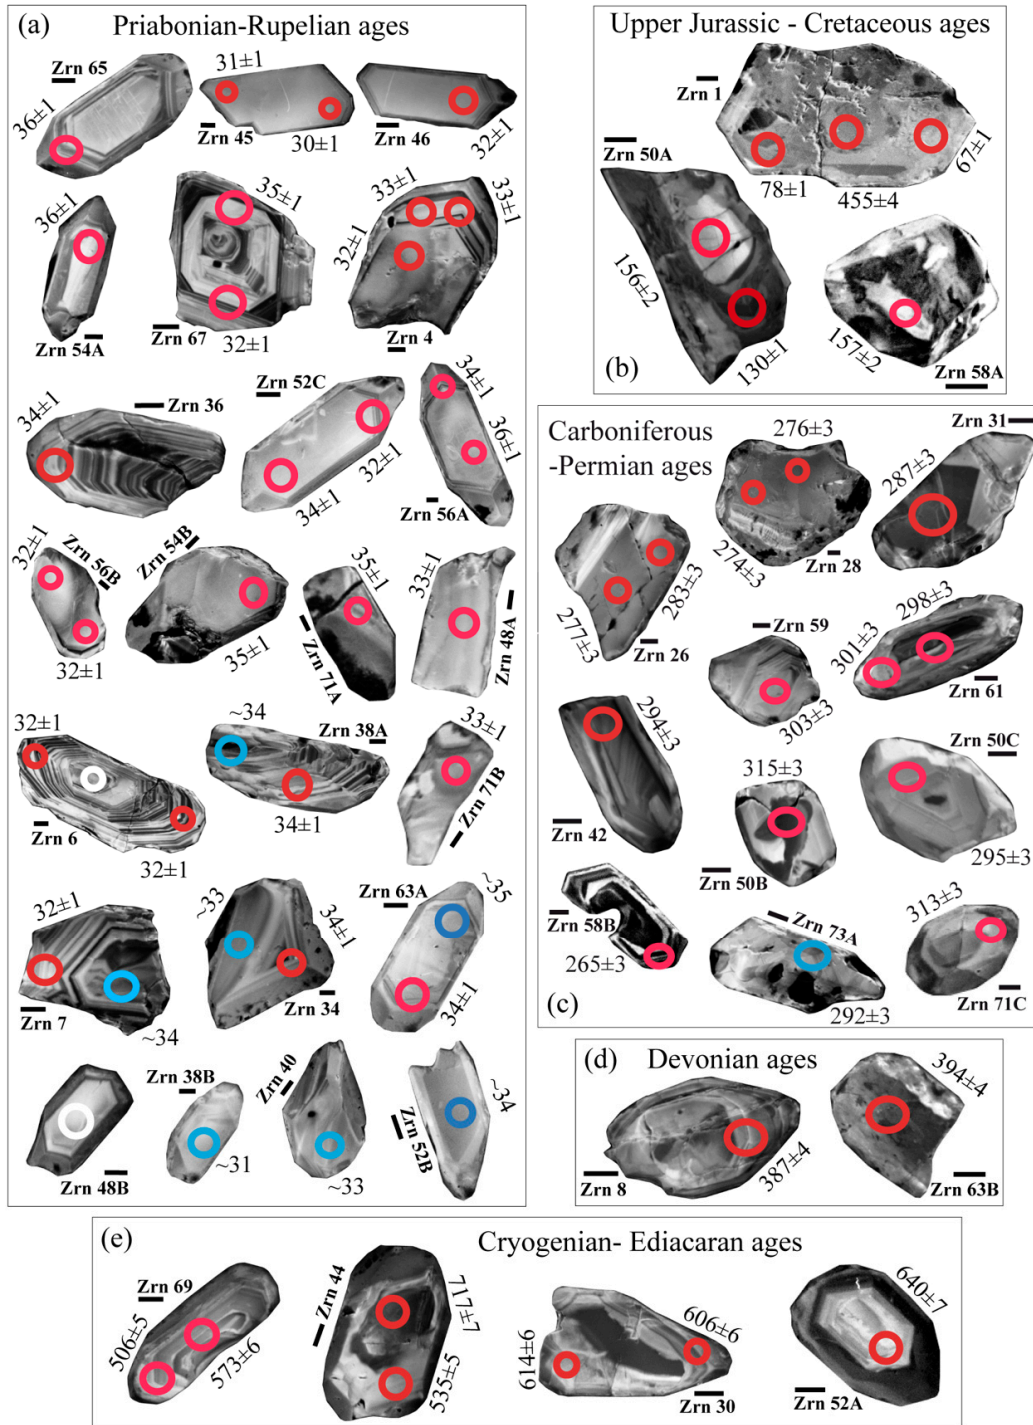 (a)
Priabonian-Rupelian ages
Zrn 65
36±1
31±1
Zrn 45
30±1
Zrn 46
32±1
36±1
Zrn 54A
35±1
Zrn 67
32±1
33±1
33±1
32±1
Zrn 4
34±1
Zrn 36
Zrn 52C
32±1
34±1
34±1
36±1
Zrn 56A
32±1
Zrn 56B
32±1
Zrn 54B
35±1
35±1
Zrn 71A
33±1
Zrn 48A
32±1
Zrn 6
32±1
~34
Zrn 38A
34±1
33±1
Zrn 71B
32±1
Zrn 7
~34
~33
34±1
Zrn 34
Zrn 63A
~35
34±1
Zrn 48B
Zrn 38B
~31
Zrn 40
~33
Zrn 52B
~34
Upper Jurassic - Cretaceous ages
Zrn 1
78±1
455±4
67±1
Zrn 50A
156±2
130±1
157±2
Zrn 58A
(b)
Carboniferous
-Permian ages
276±3
274±3
Zrn 28
Zrn 31
287±3
277±3
283±3
Zrn 26
Zrn 59
303±3
298±3
301±3
Zrn 61
294±3
Zrn 42
315±3
Zrn 50B
Zrn 50C
295±3
Zrn 58B
265±3
Zrn 73A
292±3
313±3
Zrn 71C
(c)
(d)
Devonian ages
Zrn 8
387±4
394±4
Zrn 63B
(e)
Cryogenian- Ediacaran ages
Zrn 69
506±5
573±6
Zrn 44
717±7
535±5
614±6
606±6
Zrn 30
640±7
Zrn 52A